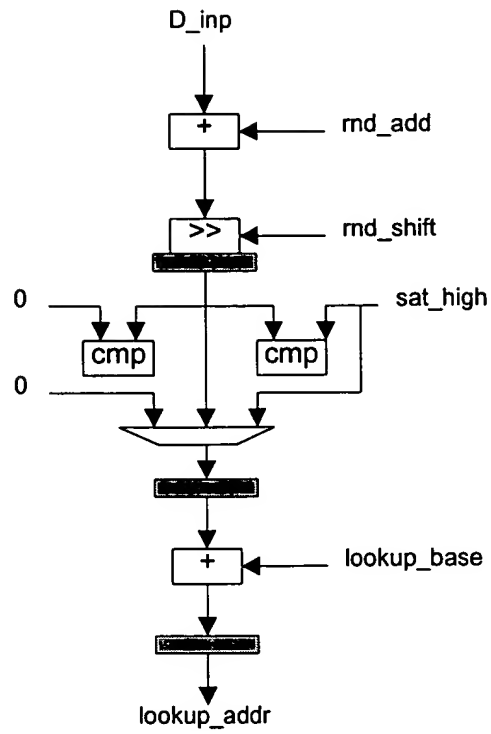 D_inp
+
rnd_add
>>
rnd_shift
0
sat_high
cmp
cmp
0
+
lookup_base
lookup_addr